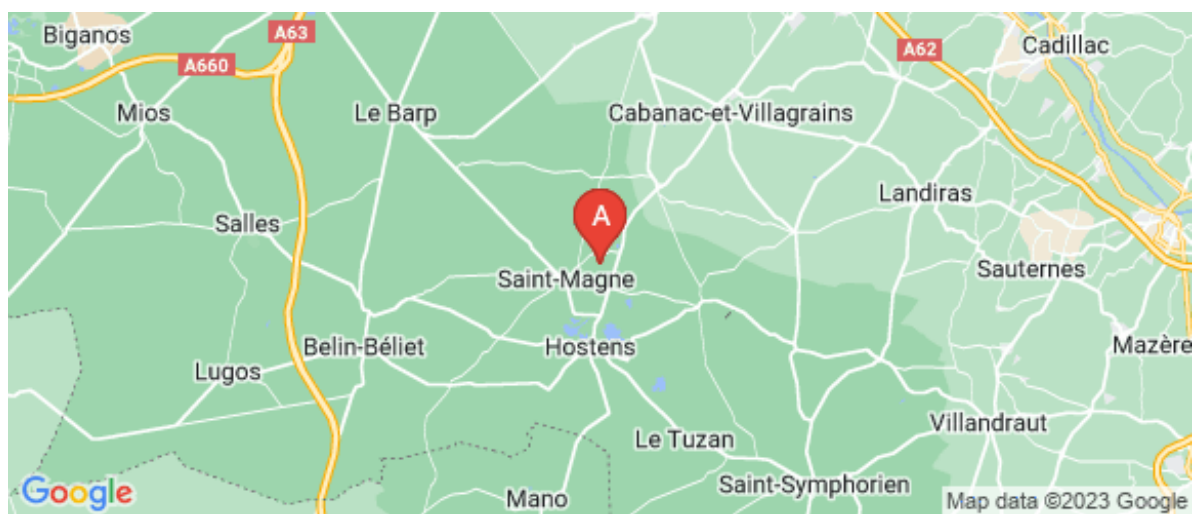 Biganos
A63
A660
A62
Cadillac
Mios
Le Barp
Cabanac-et-Villagrains
Landiras
Salles
A
Saint-Magne
Sauternes
Belin-Béliet
Hostens
Mazère
Lugos
Villandraut
Le Tuzan
Saint-Symphorien
Mano
Google
Map data ©2023 Google